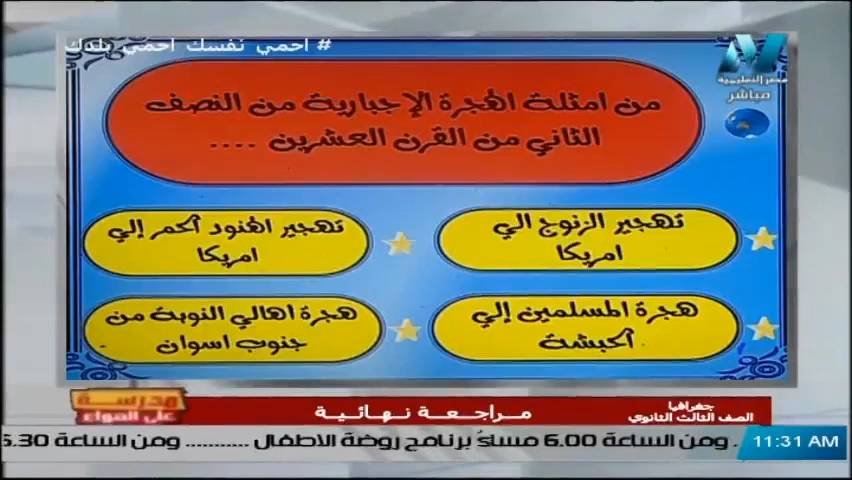 # احمي نفسك احمي بلدك
مصر التعليمية
مباشر
من امثلة الهجرة الإجبارية من النصف
الثاني من القرن العشرين ....
تهجير الزنوج الي
امريكا
تهجير الهنود الحمر إلي
امريكا
هجرة المسلمين إلي
الحبشة
هجرة اهالي النوبة من
جنوب اسوان
مدرسة
على الهواء
مراجعة نهائية
جغرافيا
الصف الثالث الثانوي
ومن الساعة 6.00 مساءً برنامج روضة الاطفال .......... ومن الساعة 6.30
11:31 AM